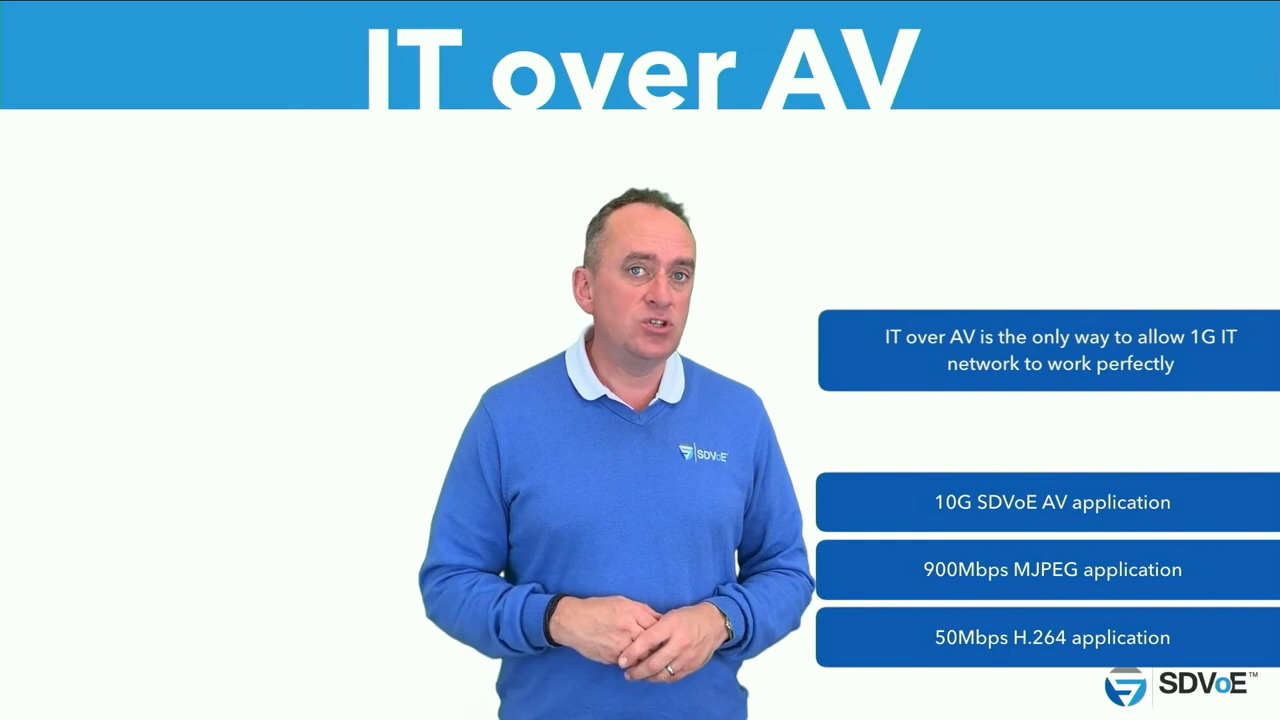 IT over AV
IT over AV is the only way to allow 1G IT
network to work perfectly
SDVoE
10G SDVoE AV application
900Mbps MJPEG application
50Mbps H.264 application
SDVoE™